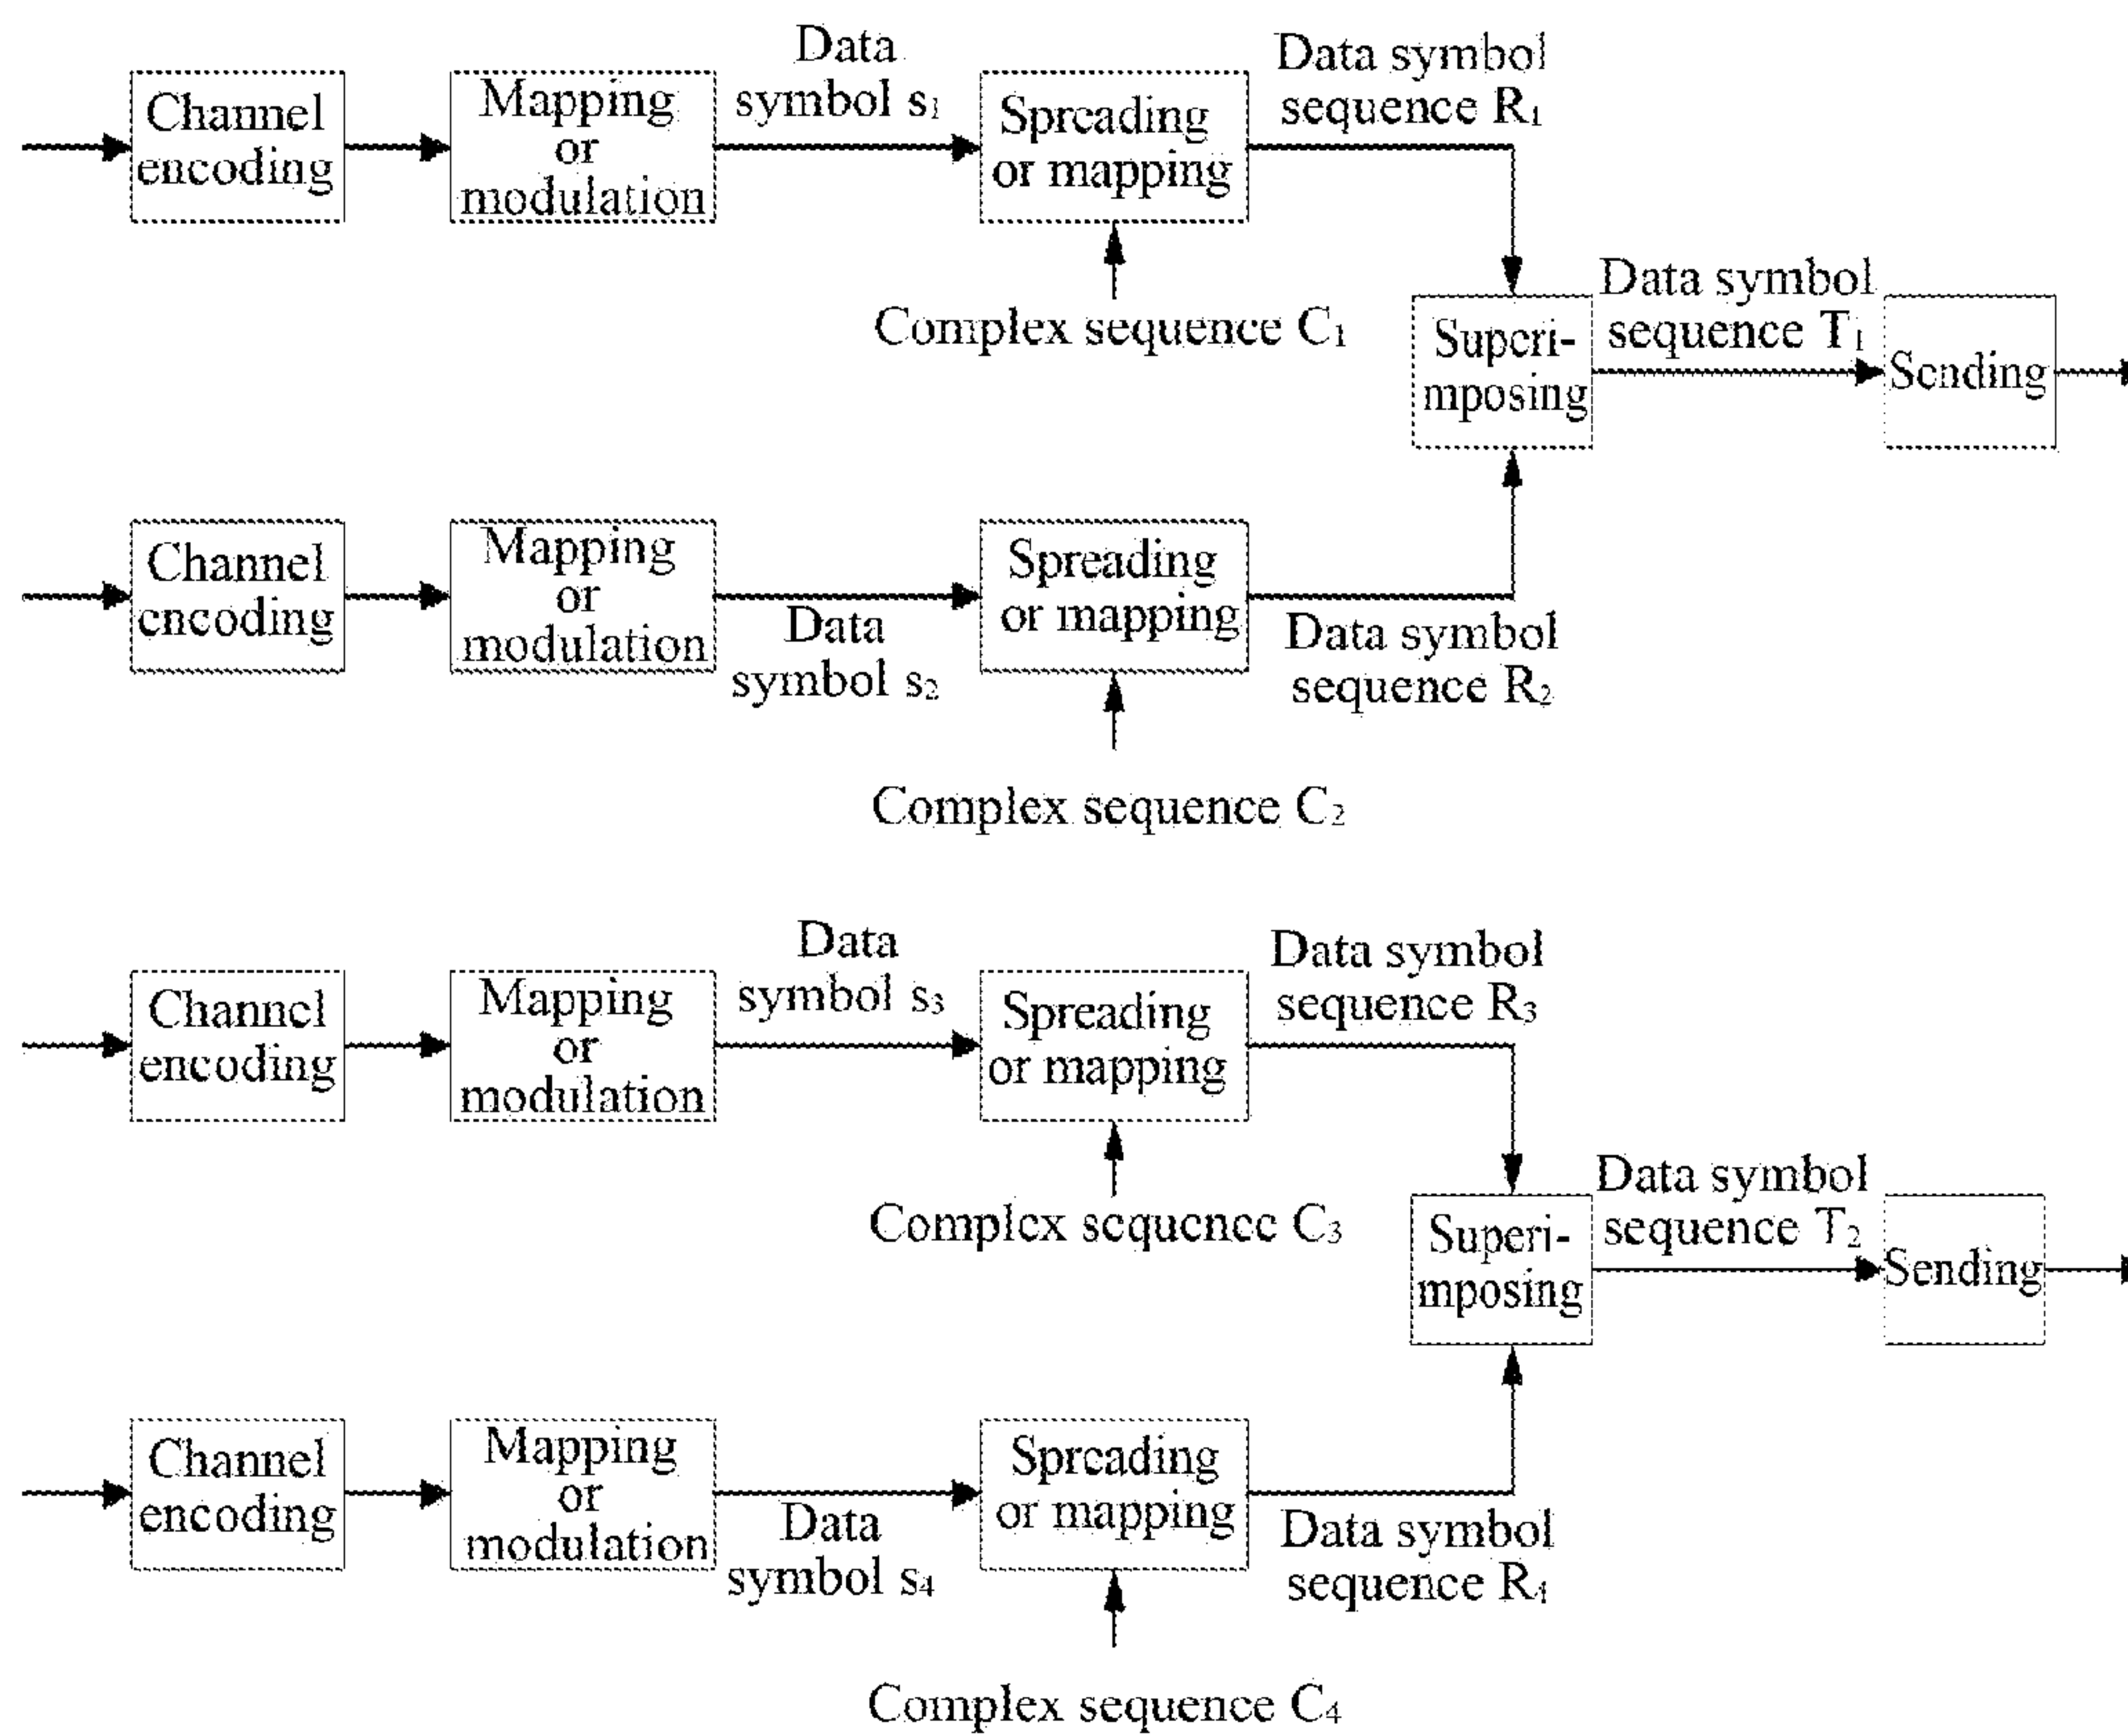 Data
symbol s₁
Data symbol
sequence R₁
Channel
encoding
Mapping
or
modulation
Spreading
or mapping
Complex sequence C₁
Data symbol
sequence T₁
Superi-
mposing
Sending
Channel
encoding
Mapping
or
modulation
Data
symbol s₂
Spreading
or mapping
Data symbol
sequence R₂
Complex sequence C₂
Data
symbol s₃
Data symbol
sequence R₃
Channel
encoding
Mapping
or
modulation
Spreading
or mapping
Complex sequence C₃
Data symbol
sequence T₂
Superi-
mposing
Sending
Channel
encoding
Mapping
or
modulation
Data
symbol s₄
Spreading
or mapping
Data symbol
sequence R₄
Complex sequence C₄